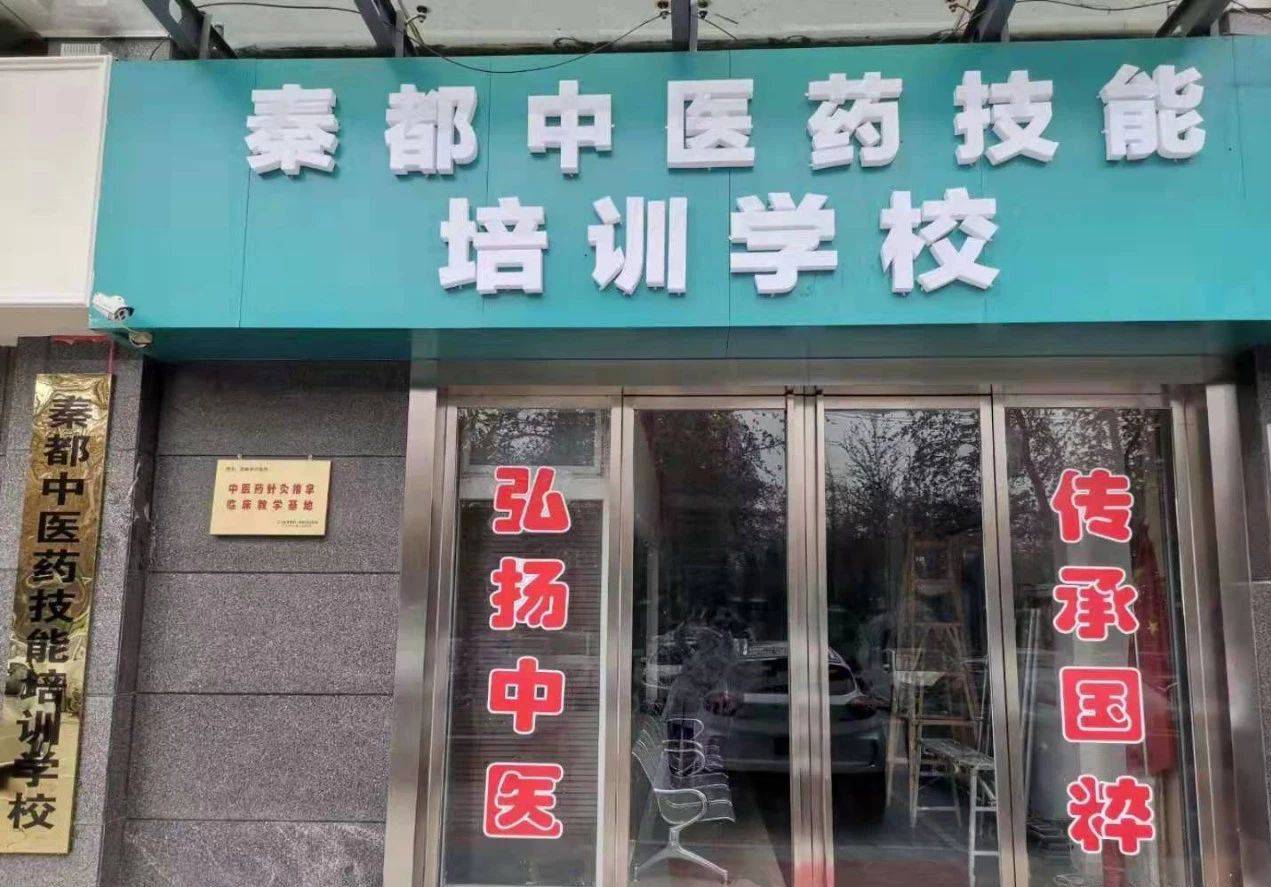 秦都中医药技能
培训学校
秦都中医药技能培训学校
中医药针灸推拿
临床教学基地
弘扬中医
传承国粹